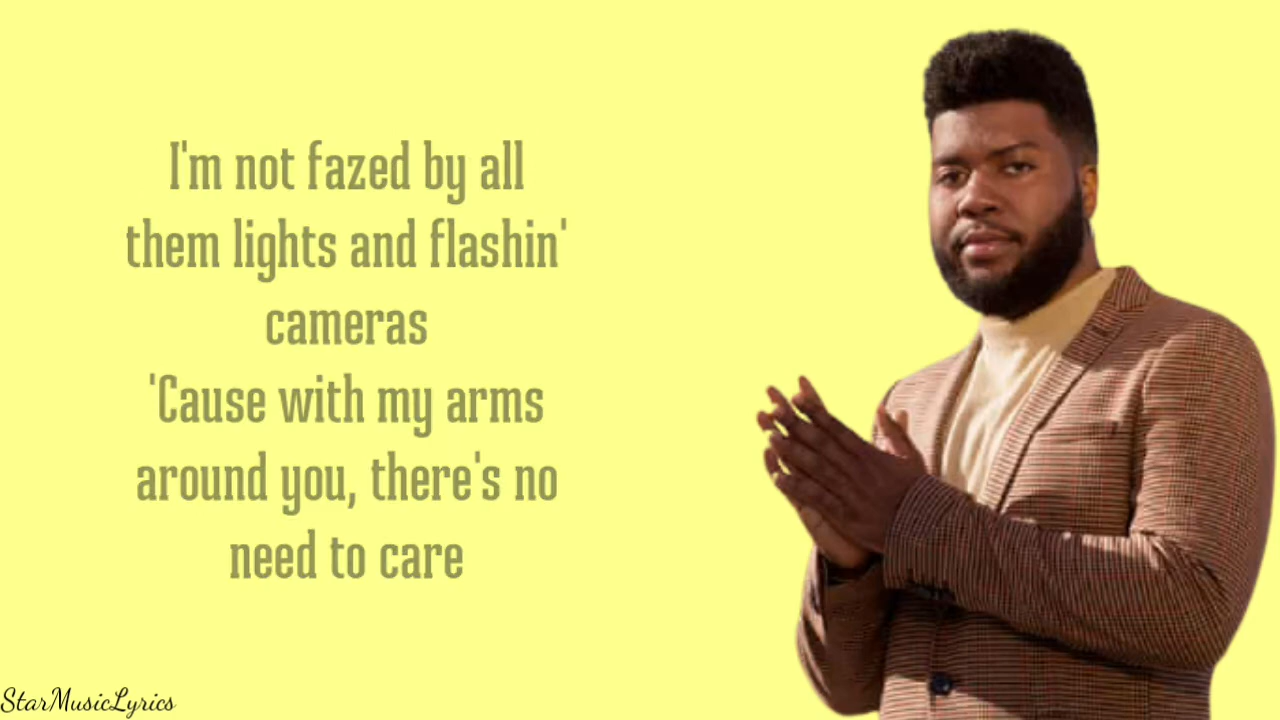 I'm not fazed by all
them lights and flashin'
cameras
'Cause with my arms
around you, there's no
need to care
StarMusicLyrics